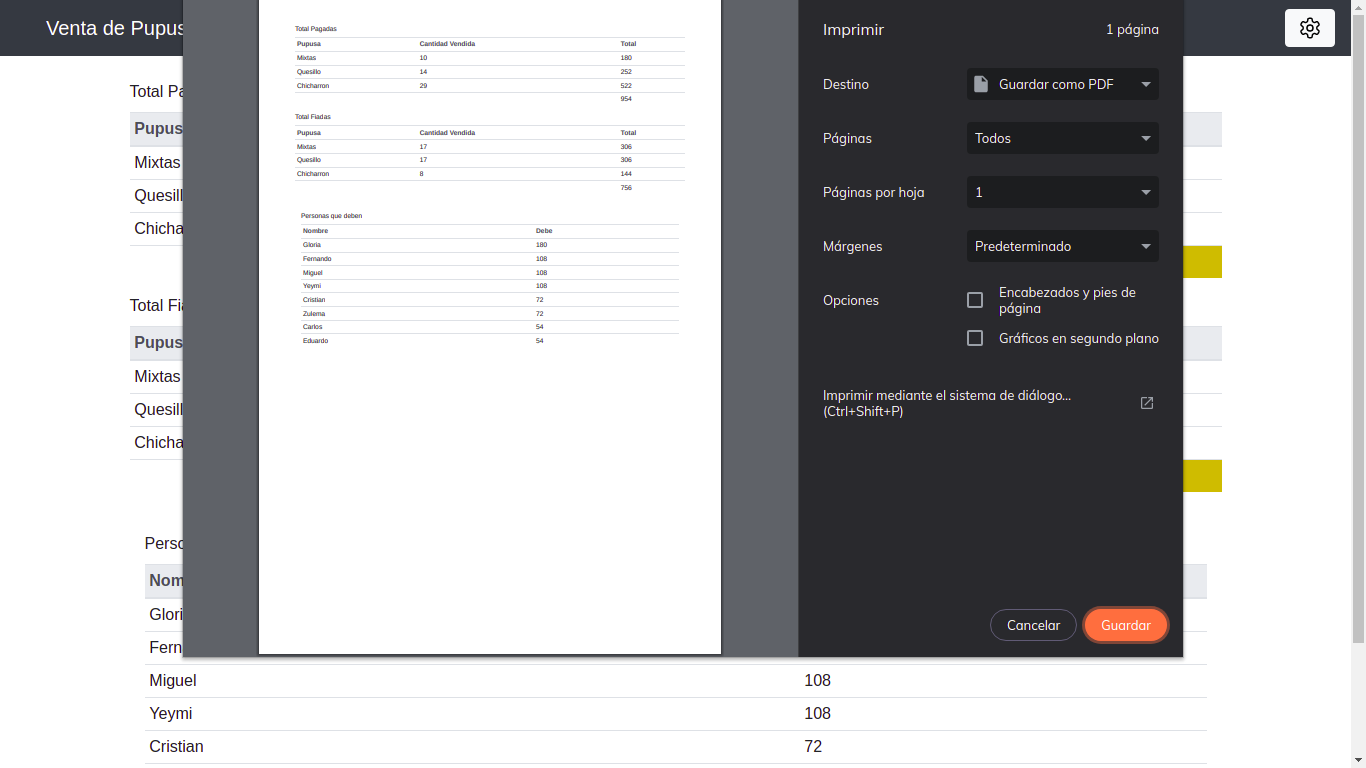 Venta de Pupus
Total Pa
Pupus
Mixtas
Quesill
Chicha
Total Fi
Pupus
Mixtas
Quesill
Chicha
Perso
Nom
Glori
Fern
Miguel 108
Yeymi 108
Cristian 72
Total Pagadas
Pupusa Cantidad Vendida Total
Mixtas 10 180
Quesillo 14 252
Chicharron 29 522
954
Total Fiadas
Pupusa Cantidad Vendida Total
Mixtas 17 306
Quesillo 17 306
Chicharron 8 144
756
Personas que deben
Nombre Debe
Gloria 180
Fernando 108
Miguel 108
Yeymi 108
Cristian 72
Zulema 72
Carlos 54
Eduardo 54
Imprimir 1 página
Destino Guardar como PDF
Páginas Todos
Páginas por hoja 1
Márgenes Predeterminado
Opciones Encabezados y pies de
página
Gráficos en segundo plano
Imprimir mediante el sistema de diálogo...
(Ctrl+Shift+P)
Cancelar Guardar